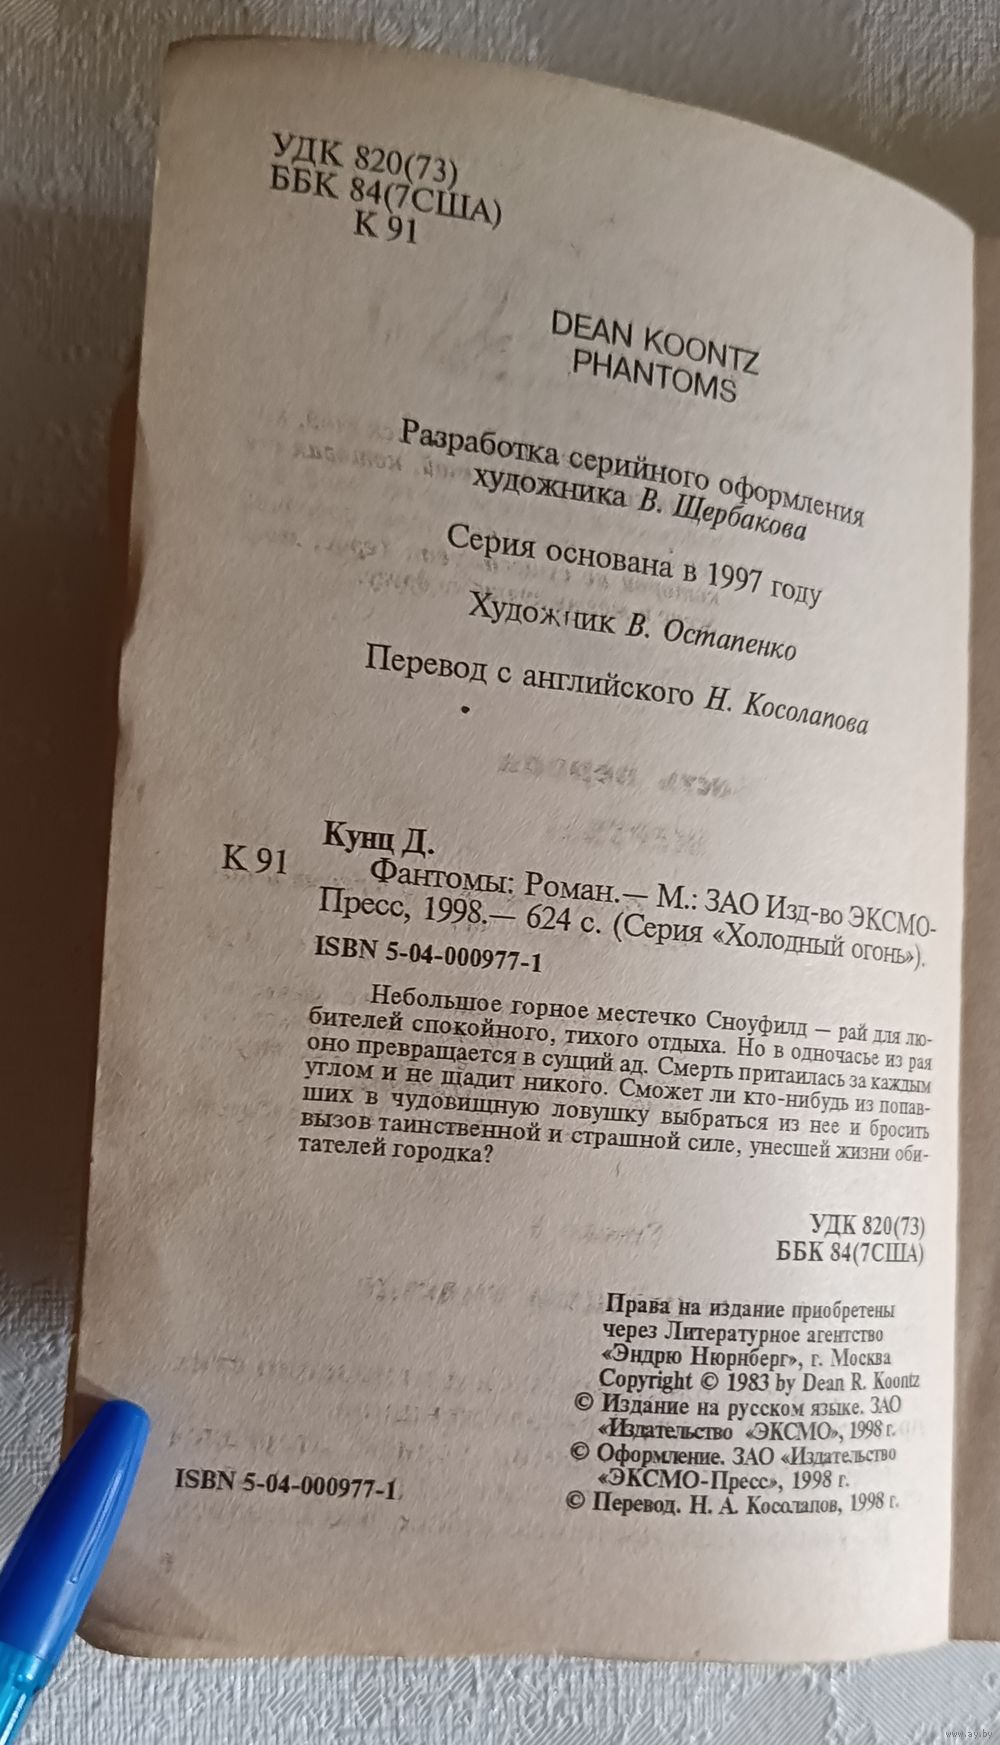 УДК 820(73)
ББК 84(7США)
К 91
DEAN KOONTZ
PHANTOMS
Разработка серийного оформления
художника В. Щербакова
Серия основана в 1997 году
Художник В. Остапенко
Перевод с английского Н. Косолапова
Кунц Д.
К 91 Фантомы: Роман.— М.: ЗАО Изд-во ЭКСМО-
Пресс, 1998.— 624 с. (Серия «Холодный огонь»).
ISBN 5-04-000977-1
Небольшое горное местечко Сноуфилд — рай для лю-
бителей спокойного, тихого отдыха. Но в одночасье из рая
оно превращается в сущий ад. Смерть притаилась за каждым
углом и не щадит никого. Сможет ли кто-нибудь из попав-
ших в чудовищную ловушку выбраться из нее и бросить
вызов таинственной и страшной силе, унесшей жизни оби-
тателей городка?
УДК 820(73)
ББК 84(7США)
Права на издание приобретены
через Литературное агентство
«Эндрю Нюрнберг», г. Москва
Copyright © 1983 by Dean R. Koontz
© Издание на русском языке. ЗАО
«Издательство «ЭКСМО», 1998 г.
© Оформление. ЗАО «Издательство
«ЭКСМО-Пресс», 1998 г.
ISBN 5-04-000977-1
© Перевод. Н. А. Косолапов, 1998 г.
www.ay.by